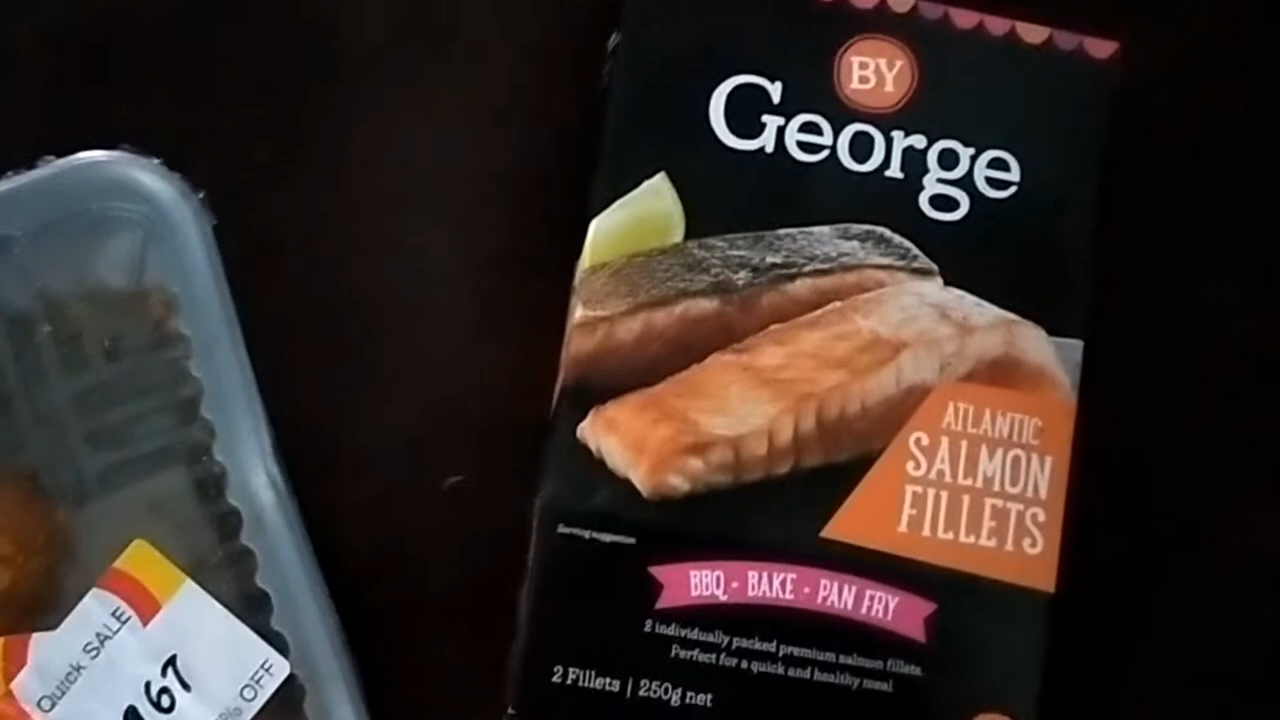 BY
George
ATLANTIC
SALMON
FILLETS
Serving suggestion
BBQ - BAKE - PAN FRY
2 individually packed premium salmon fillets.
Perfect for a quick and healthy meal
2 Fillets | 250g net
Quick SALE
67
% OFF